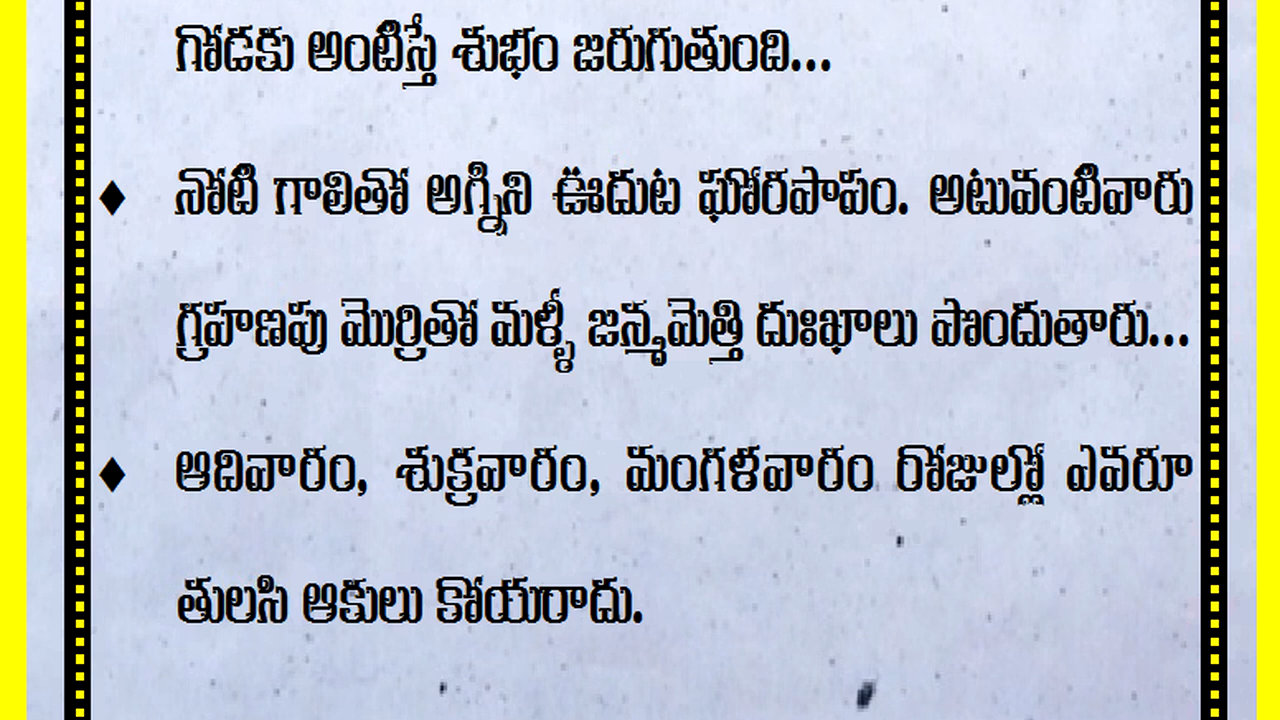 గోడకు అంటిస్తే శుభం జరుగుతుంది...
♦ నోటి గాలితో అగ్నిని ఊదుట ఘోరపాపం. అటువంటివారు
గ్రహణపు మొర్రితో మళ్ళీ జన్మమెత్తి దుఃఖాలు పొందుతారు...
♦ ఆదివారం, శుక్రవారం, మంగళవారం రోజుల్లో ఎవరూ
తులసి ఆకులు కోయరాదు.